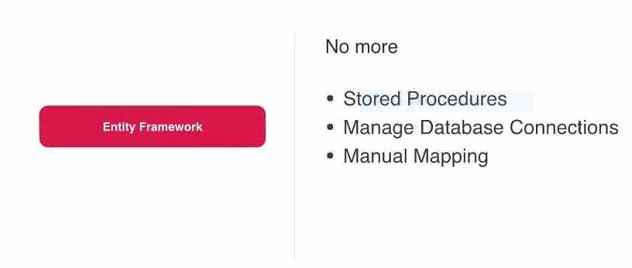 Entity Framework
No more
• Stored Procedures
• Manage Database Connections
• Manual Mapping